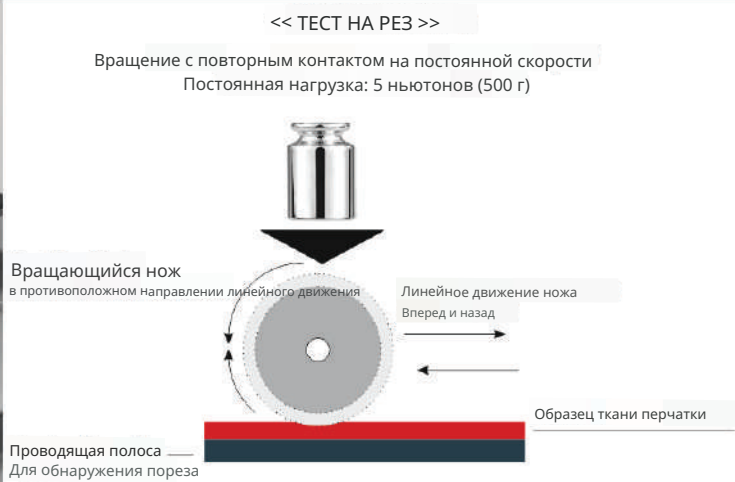 << ТЕСТ НА РЕЗ >>
Вращение с повторным контактом на постоянной скорости
Постоянная нагрузка: 5 ньютонов (500 г)
Вращающийся нож
в противоположном направлении линейного движения
Линейное движение ножа
Вперед и назад
Образец ткани перчатки
Проводящая полоса
Для обнаружения пореза